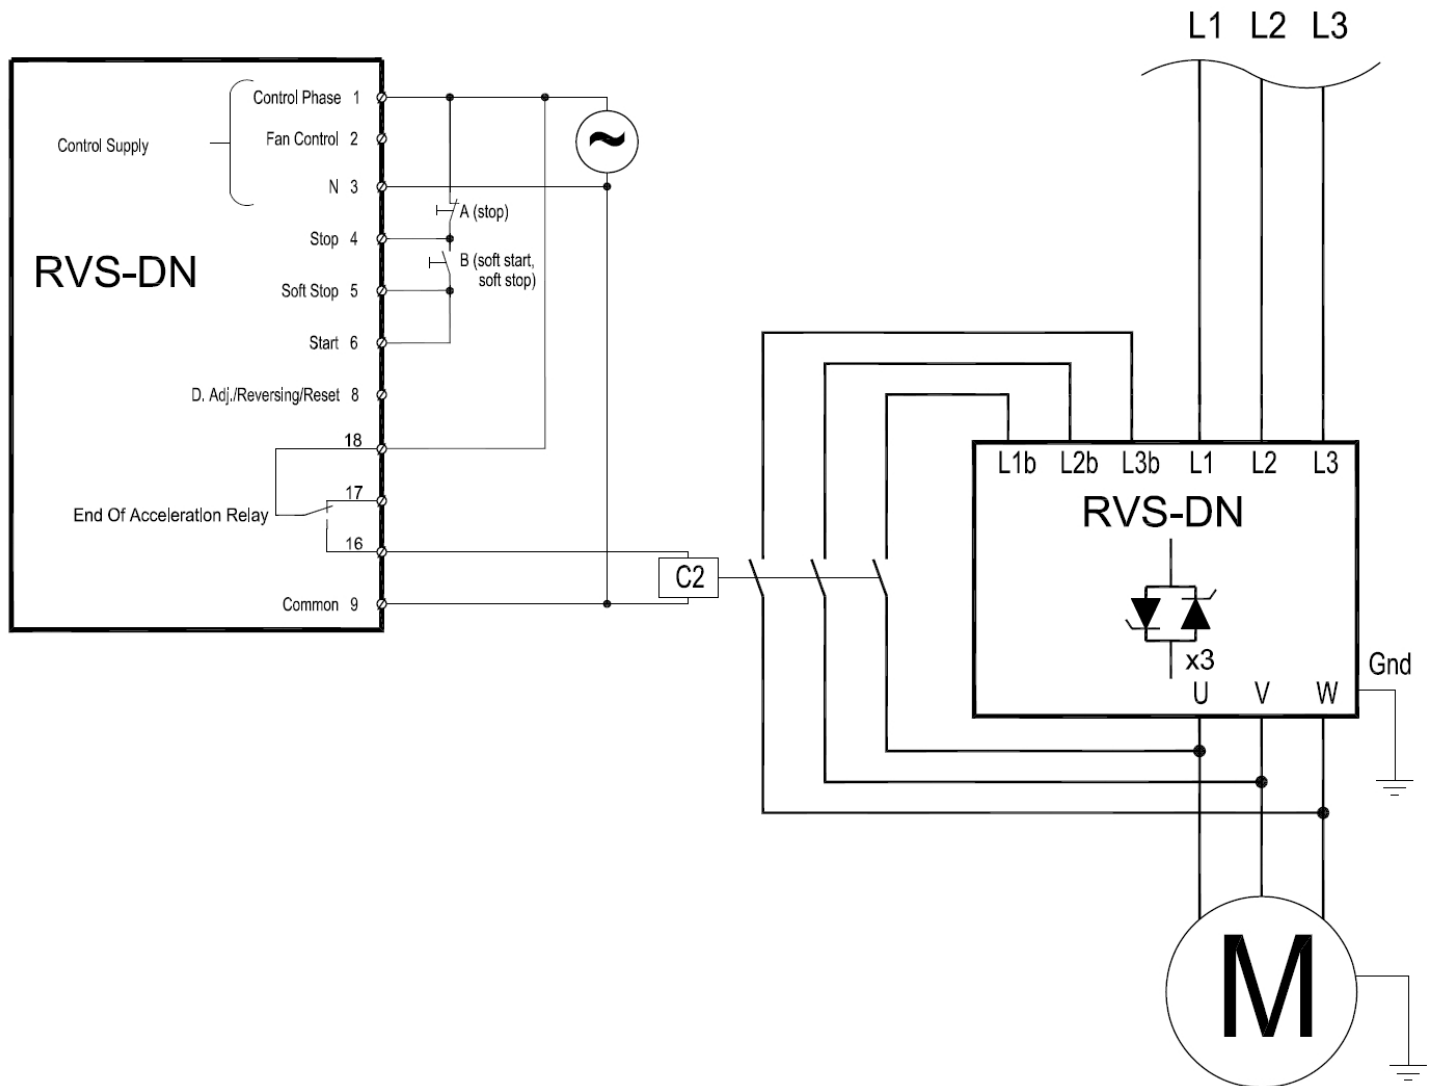 L1 L2 L3
Control Phase 1
Control Supply
Fan Control 2
N 3
A (stop)
Stop 4
RVS-DN
B (soft start,
soft stop)
Soft Stop 5
Start 6
D. Adj./Reversing/Reset 8
18
17
End Of Acceleration Relay
16
Common 9
C2
L1b L2b L3b L1 L2 L3
RVS-DN
x3
U V W
Gnd
M